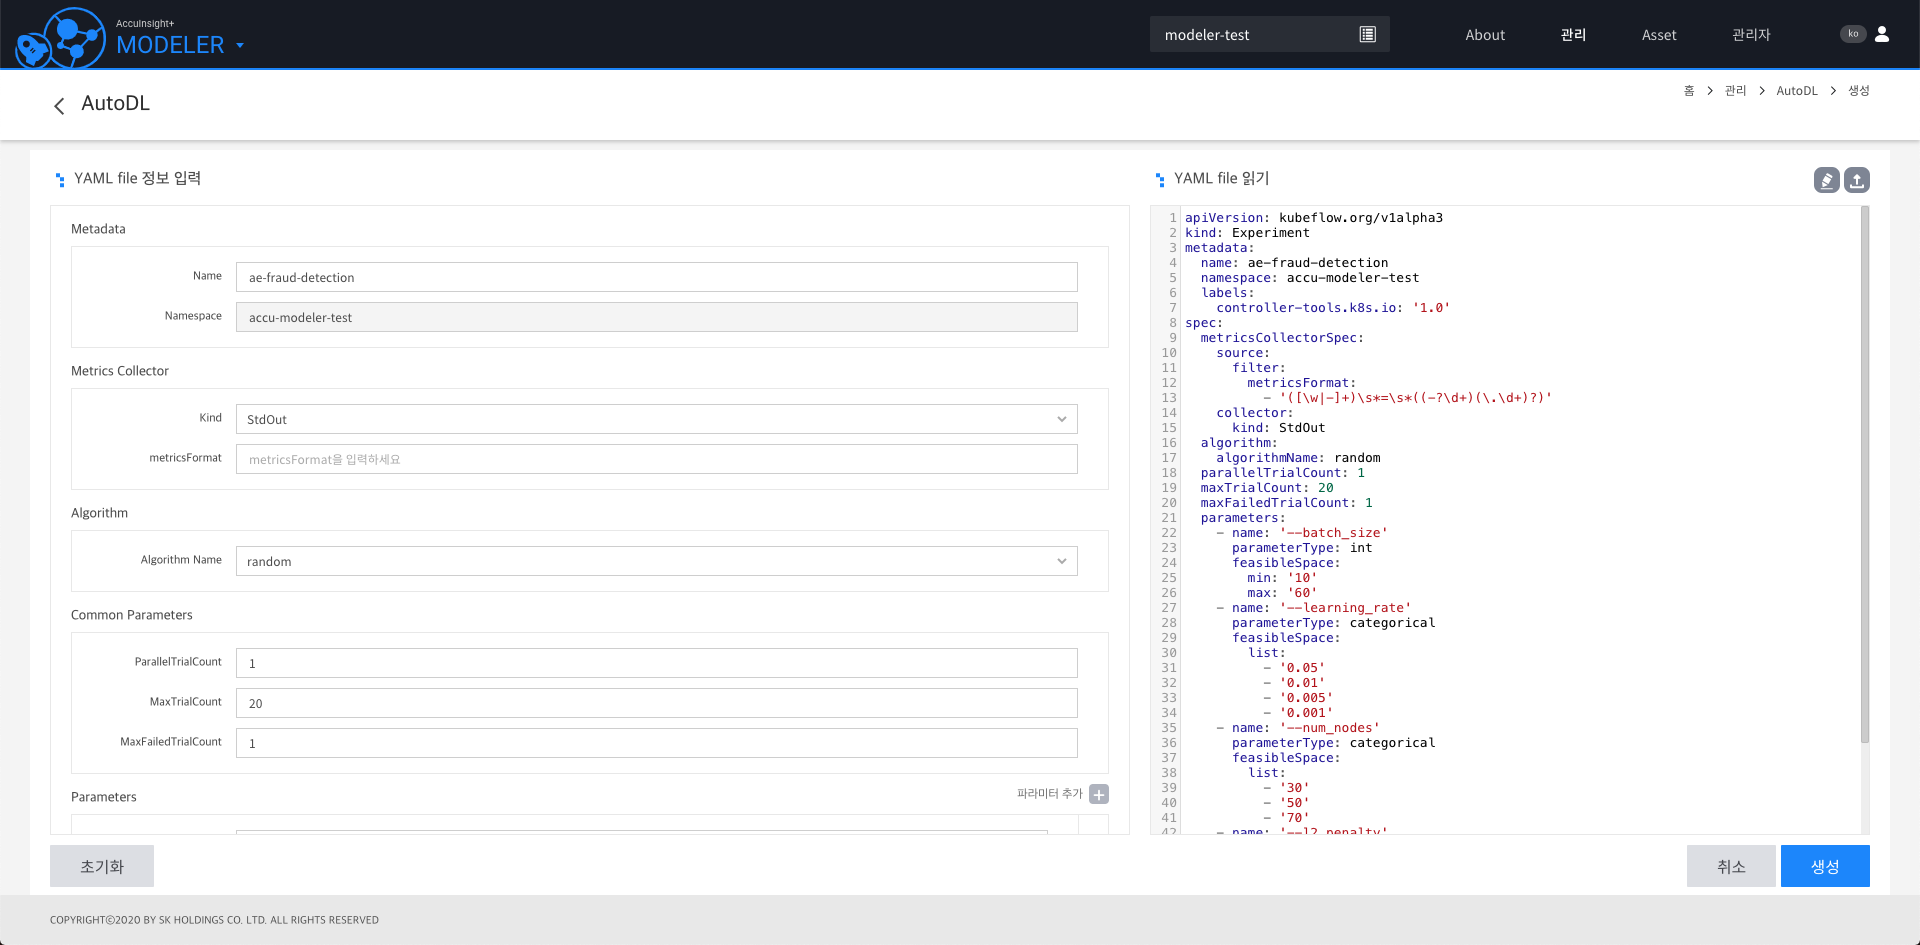 AccuInsight+
MODELER
modeler-test
About
관리
Asset
관리자
ko
AutoDL
홈 > 관리 > AutoDL > 생성
YAML file 정보 입력
Metadata
Name ae-fraud-detection
Namespace accu-modeler-test
Metrics Collector
Kind StdOut
metricsFormat metricsFormat을 입력하세요
Algorithm
Algorithm Name random
Common Parameters
ParallelTrialCount 1
MaxTrialCount 20
MaxFailedTrialCount 1
Parameters
파라미터 추가 +
YAML file 읽기
1 apiVersion: kubeflow.org/v1alpha3
2 kind: Experiment
3 metadata:
4   name: ae-fraud-detection
5   namespace: accu-modeler-test
6   labels:
7     controller-tools.k8s.io: '1.0'
8 spec:
9   metricsCollectorSpec:
10     source:
11       filter:
12         metricsFormat:
13           - '([\w|-]+)\s*=\s*((-?\d+)(\.\d+)?)'
14     collector:
15       kind: StdOut
16   algorithm:
17     algorithmName: random
18   parallelTrialCount: 1
19   maxTrialCount: 20
20   maxFailedTrialCount: 1
21   parameters:
22     - name: '--batch_size'
23       parameterType: int
24       feasibleSpace:
25         min: '10'
26         max: '60'
27     - name: '--learning_rate'
28       parameterType: categorical
29       feasibleSpace:
30         list:
31           - '0.05'
32           - '0.01'
33           - '0.005'
34           - '0.001'
35     - name: '--num_nodes'
36       parameterType: categorical
37       feasibleSpace:
38         list:
39           - '30'
40           - '50'
41           - '70'
42     - name: '--l2_penalty'
초기화
취소
생성
COPYRIGHTⓒ2020 BY SK HOLDINGS CO. LTD. ALL RIGHTS RESERVED